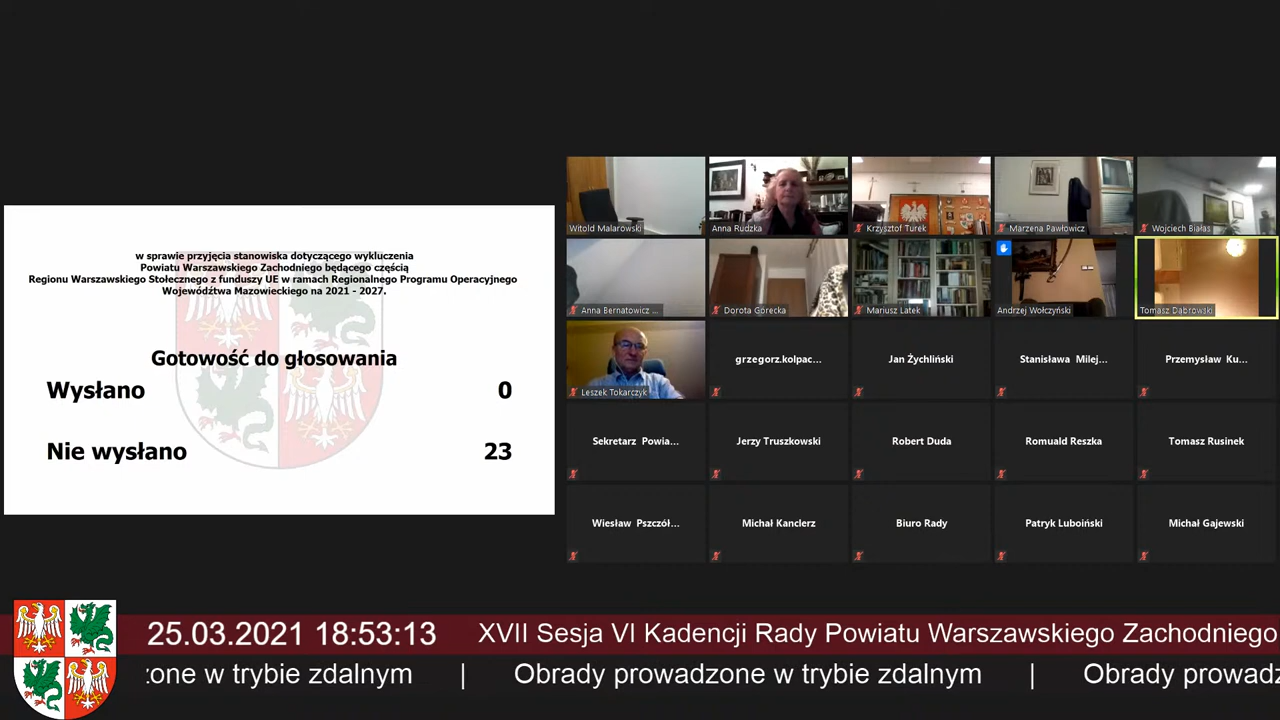 w sprawie przyjęcia stanowiska dotyczącego wykluczenia
Powiatu Warszawskiego Zachodniego będącego częścią
Regionu Warszawskiego Stołecznego z funduszy UE w ramach Regionalnego Programu Operacyjnego
Województwa Mazowieckiego na 2021 - 2027.
Gotowość do głosowania
Wysłano 0
Nie wysłano 23
Witold Malarowski
Anna Rudzka
Krzysztof Turek
Marzena Pawłowicz
Wojciech Białas
Anna Bernatowicz ...
Dorota Górecka
Mariusz Latek
Andrzej Wołczyński
Tomasz Dąbrowski
Leszek Tokarczyk
grzegorz.kolpac...
Jan Żychliński
Stanisława Milej...
Przemysław Ku...
Sekretarz Powia...
Jerzy Truszkowski
Robert Duda
Romuald Reszka
Tomasz Rusinek
Wiesław Pszczół...
Michał Kanclerz
Biuro Rady
Patryk Luboiński
Michał Gajewski
25.03.2021 18:53:13 XVII Sesja VI Kadencji Rady Powiatu Warszawskiego Zachodniego
zone w trybie zdalnym | Obrady prowadzone w trybie zdalnym | Obrady prowadz